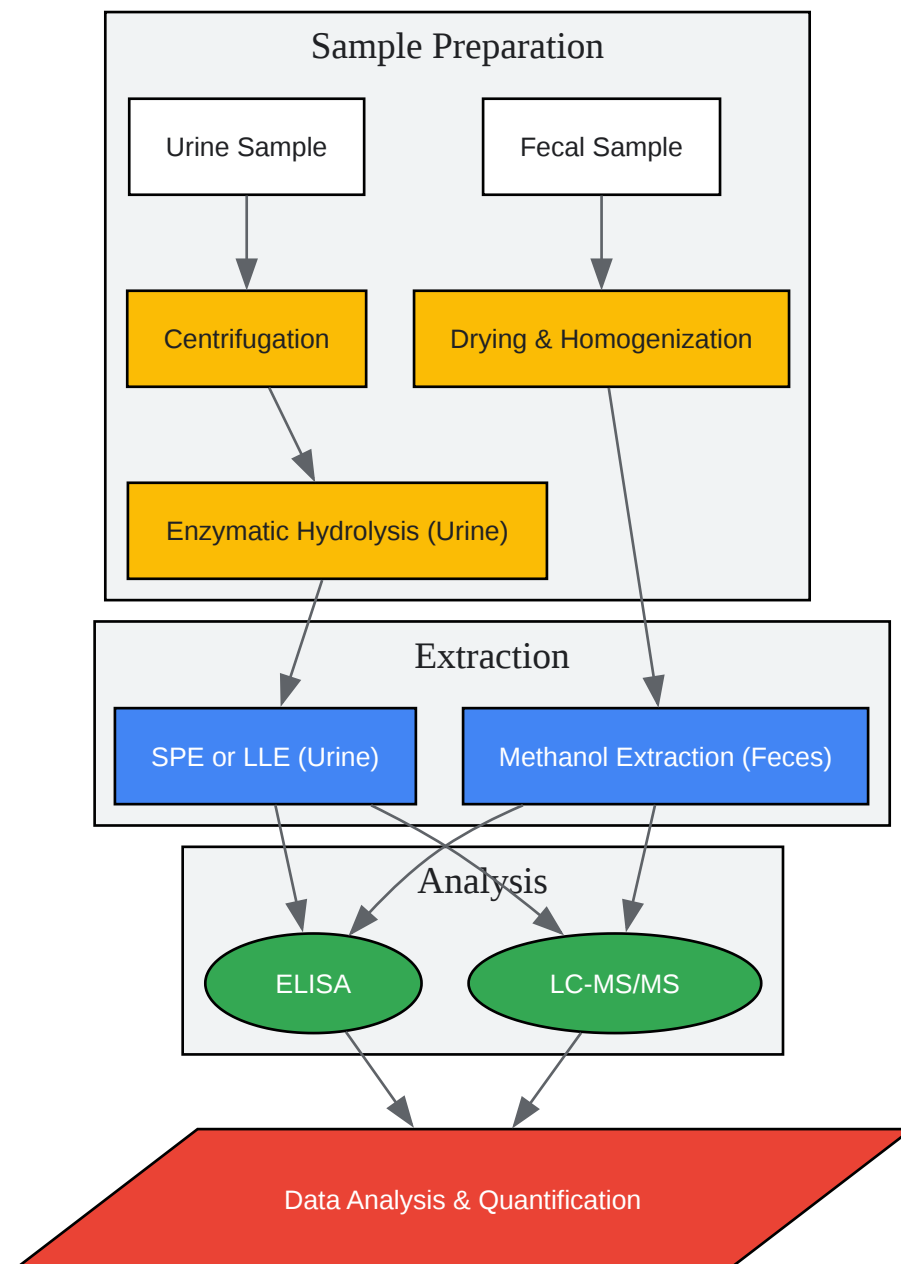 Sample Preparation
Urine Sample
Fecal Sample
Centrifugation
Drying & Homogenization
Enzymatic Hydrolysis (Urine)
Extraction
SPE or LLE (Urine)
Methanol Extraction (Feces)
Analysis
ELISA
LC-MS/MS
Data Analysis & Quantification